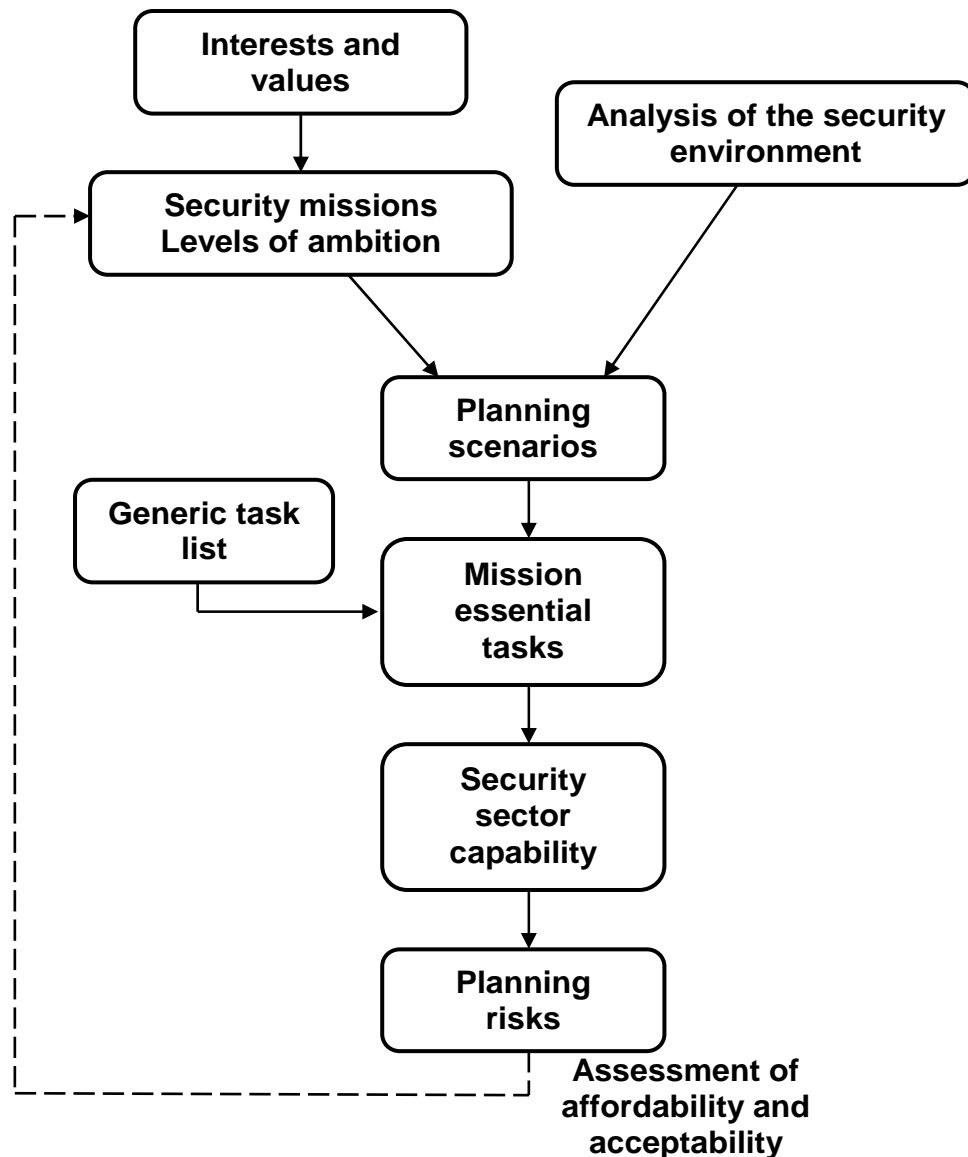 Interests and
values
Analysis of the security
environment
Security missions
Levels of ambition
Planning
scenarios
Generic task
list
Mission
essential
tasks
Security
sector
capability
Planning
risks
Assessment of
affordability and
acceptability